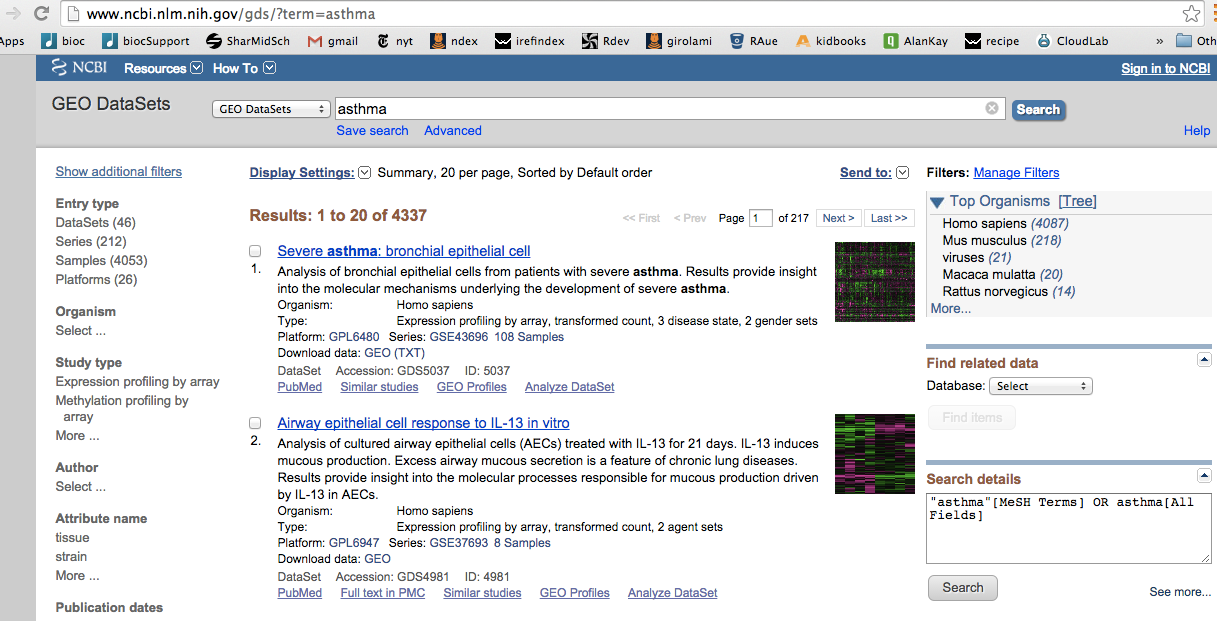 www.ncbi.nlm.nih.gov/gds/?term=asthma
Apps bioc biocSupport SharMidSch gmail nyt ndex irefindex Rdev girolami RAue kidbooks AlanKay recipe CloudLab » Oth
NCBI Resources How To Sign in to NCBI
GEO DataSets GEO DataSets asthma Search
Save search Advanced Help
Show additional filters
Entry type
DataSets (46)
Series (212)
Samples (4053)
Platforms (26)
Organism
Select ...
Study type
Expression profiling by array
Methylation profiling by
array
More ...
Author
Select ...
Attribute name
tissue
strain
More ...
Publication dates
Display Settings: Summary, 20 per page, Sorted by Default order Send to:
Results: 1 to 20 of 4337 << First < Prev Page 1 of 217 Next > Last >>
Severe asthma: bronchial epithelial cell
1. Analysis of bronchial epithelial cells from patients with severe asthma. Results provide insight
into the molecular mechanisms underlying the development of severe asthma.
Organism: Homo sapiens
Type: Expression profiling by array, transformed count, 3 disease state, 2 gender sets
Platform: GPL6480 Series: GSE43696 108 Samples
Download data: GEO (TXT)
DataSet Accession: GDS5037 ID: 5037
PubMed Similar studies GEO Profiles Analyze DataSet
Airway epithelial cell response to IL-13 in vitro
2. Analysis of cultured airway epithelial cells (AECs) treated with IL-13 for 21 days. IL-13 induces
mucous production. Excess airway mucous secretion is a feature of chronic lung diseases.
Results provide insight into the molecular processes responsible for mucous production driven
by IL-13 in AECs.
Organism: Homo sapiens
Type: Expression profiling by array, transformed count, 2 agent sets
Platform: GPL6947 Series: GSE37693 8 Samples
Download data: GEO
DataSet Accession: GDS4981 ID: 4981
PubMed Full text in PMC Similar studies GEO Profiles Analyze DataSet
Filters: Manage Filters
Top Organisms [Tree]
Homo sapiens (4087)
Mus musculus (218)
viruses (21)
Macaca mulatta (20)
Rattus norvegicus (14)
More...
Find related data
Database: Select
Find items
Search details
"asthma"[MeSH Terms] OR asthma[All
Fields]
Search See more...